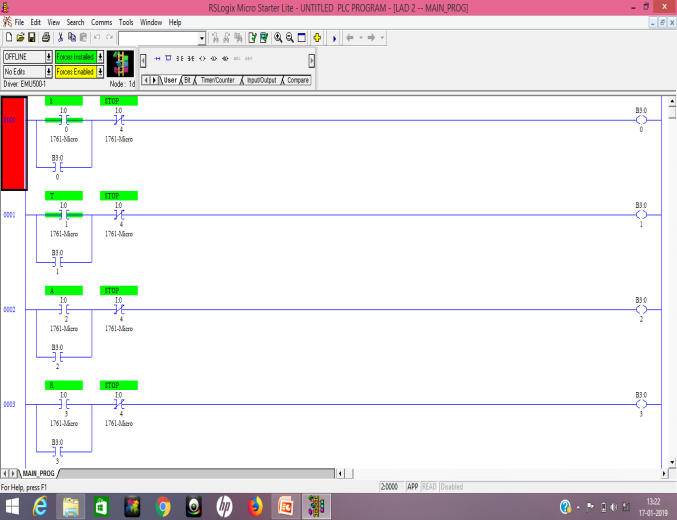 RSLogix Micro Starter Lite - UNTITLED PLC PROGRAM - [LAD 2 -- MAIN_PROG]
File Edit View Search Comms Tools Window Help
OFFLINE Forces Installed
No Edits Forces Enabled
Driver: EMU500-1 Node : 1d
User Bit Timer/Counter Input/Output Compare
0000
S STOP
I:0 I:0 B3:0
0 4 0
1761-Micro 1761-Micro
B3:0
0
0001
T STOP
I:0 I:0 B3:0
1 4 1
1761-Micro 1761-Micro
B3:0
1
0002
A STOP
I:0 I:0 B3:0
2 4 2
1761-Micro 1761-Micro
B3:0
2
0003
R STOP
I:0 I:0 B3:0
3 4 3
1761-Micro 1761-Micro
B3:0
3
MAIN_PROG
For Help, press F1 2:0000 APP READ Disabled
13:22
17-01-2019